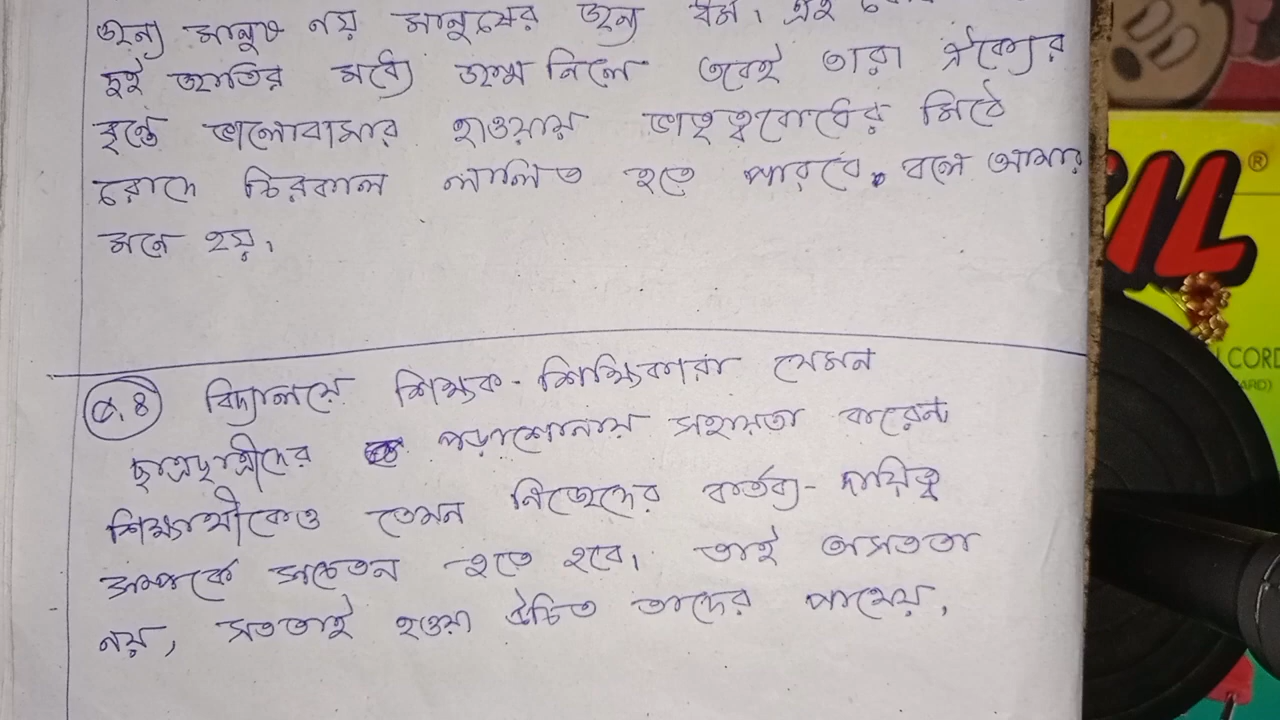 জন্য মানুষ নয় মানুষের জন্য ধর্ম। এই
দুই জাতির মধ্যে জন্ম নিলে তবেই তারা ঐক্যের
বৃন্তে ভালোবাসার হাওয়ায় ভাতৃত্ববোধের মিঠে
রোদে চিরকাল লালিত হতে পারবে। বলে আমার
মনে হয়।
৫.৪ বিদ্যালয়ে শিক্ষক-শিক্ষিকারা যেমন
ছাত্রছাত্রীদের পড়াশোনায় সহায়তা করেন
শিক্ষার্থীকেও তেমন নিজেদের কর্তব্য-দায়িত্ব
সম্পর্কে সচেতন হতে হবে। তাই অসততা
নয়, সততাই হওয়া উচিত তাদের পাথেয়।
IL®
CORD